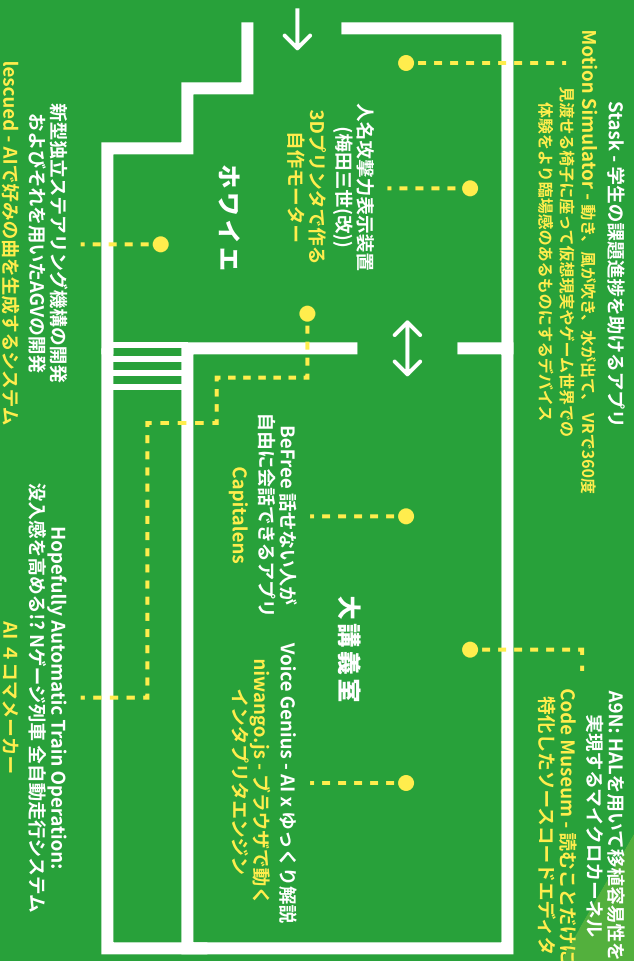 Stask - 学生の課題進捗を助けるアプリ
Motion Simulator - 動き、風が吹き、水が出て、VRで360度
見渡せる椅子に座って仮想現実やゲーム世界での
体験をより臨場感のあるものにするデバイス
A9N: HALを用いて移植容易性を
実現するマイクロカーネル
Code Museum - 読むことだけに
特化したソースコードエディタ
人名攻撃力表示装置
(梅田三世(改))
3Dプリンタで作る
自作モーター
ホワイエ
大講義室
BeFree 話せない人が
自由に会話できるアプリ
Capitalens
Voice Genius - AI x ゆっくり解説
niwango.js - ブラウザで動く
インタプリタエンジン
新型独立ステアリング機構の開発
およびそれを用いたAGVの開発
lescued - AIで好みの曲を生成するシステム
Hopefully Automatic Train Operation:
没入感を高める!? Nゲージ列車 全自動走行システム
AI 4 コマメーカー